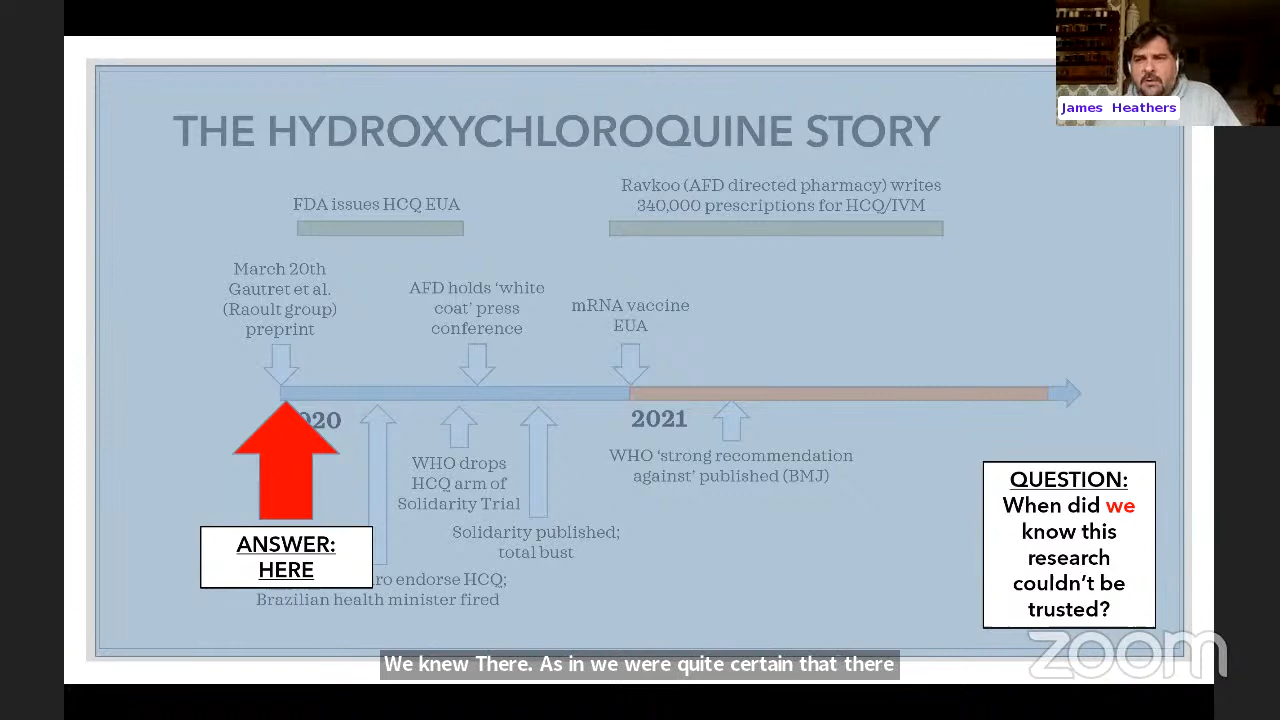 James Heathers
THE HYDROXYCHLOROQUINE STORY
FDA issues HCQ EUA
Ravkoo (AFD directed pharmacy) writes
340,000 prescriptions for HCQ/IVM
March 20th
Gautret et al.
(Raoult group)
preprint
AFD holds ‘white
coat’ press
conference
mRNA vaccine
EUA
020
2021
WHO drops
HCQ arm of
Solidarity Trial
Solidarity published;
total bust
WHO ‘strong recommendation
against’ published (BMJ)
ro endorse HCQ;
Brazilian health minister fired
ANSWER:
HERE
QUESTION:
When did we
know this
research
couldn’t be
trusted?
zoom
We knew There. As in we were quite certain that there